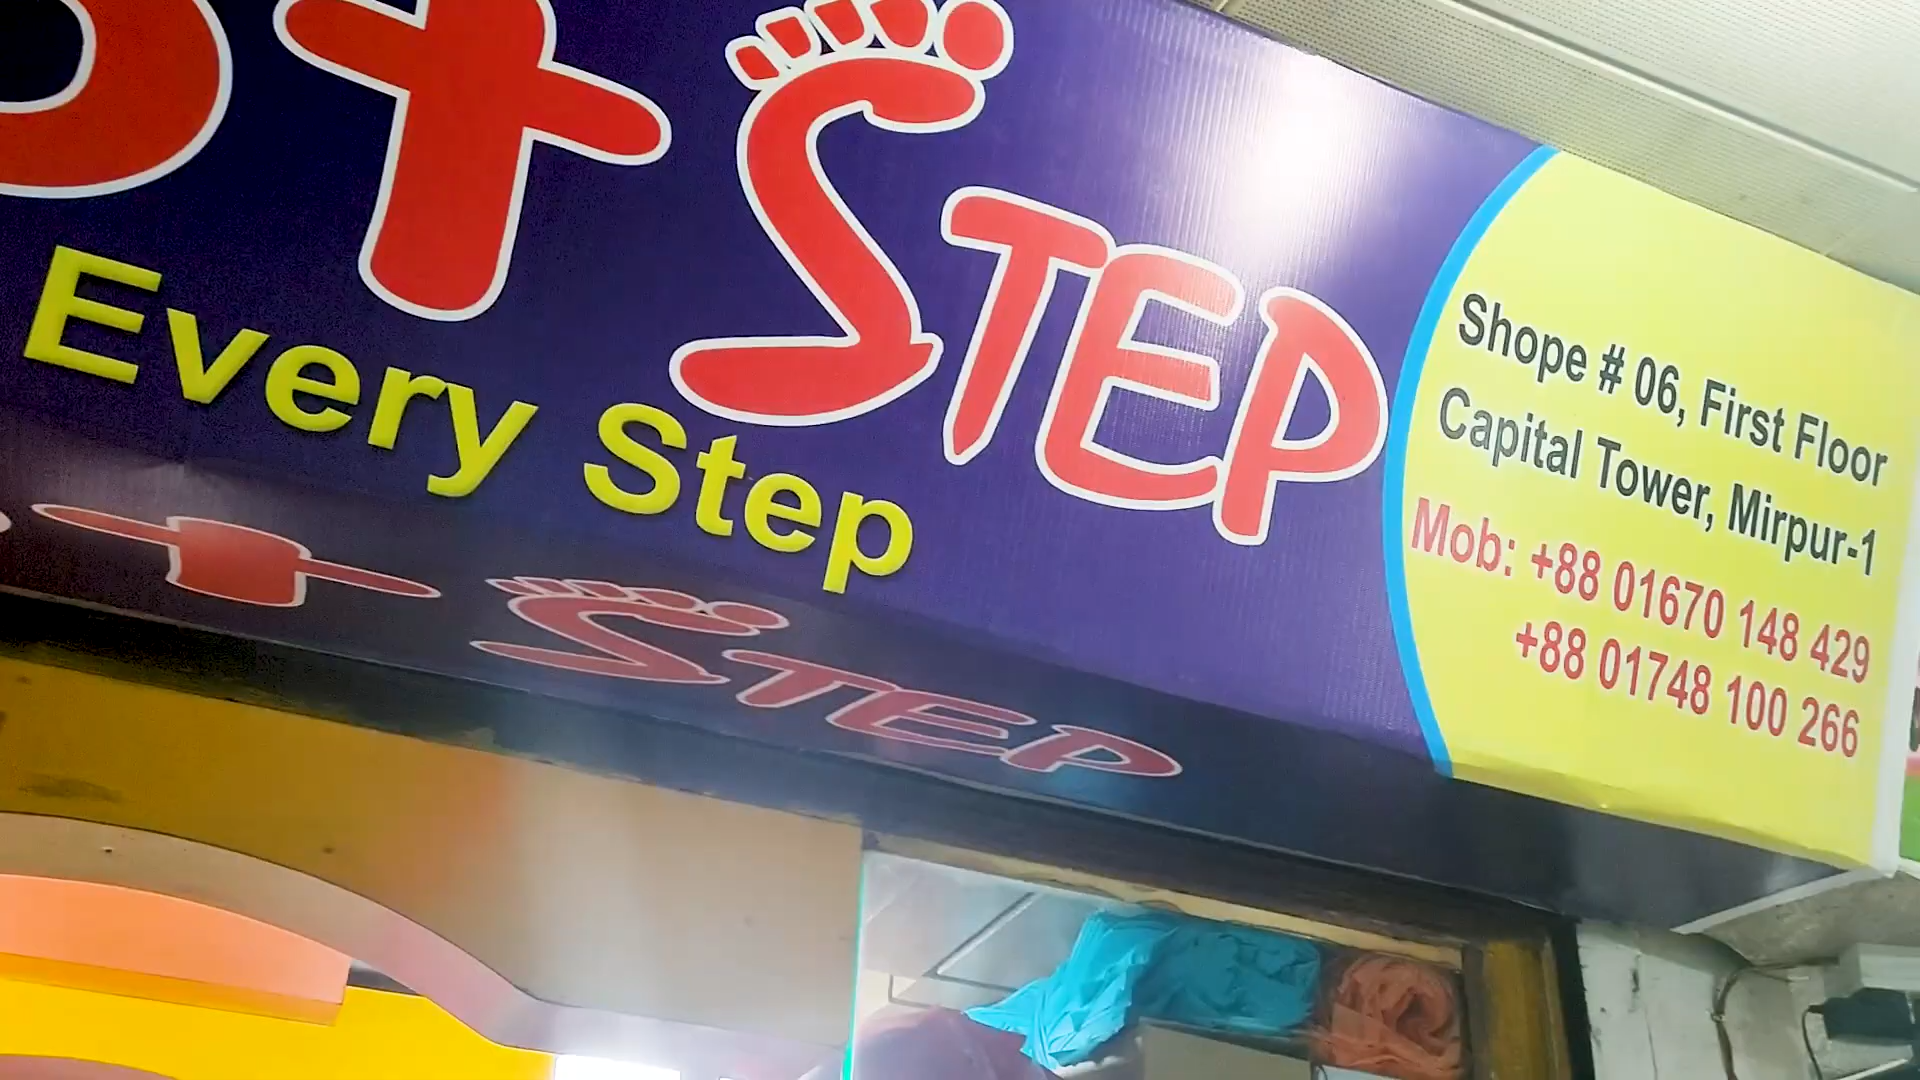 STEP
Every Step
Shope # 06, First Floor
Capital Tower, Mirpur-1
Mob: +88 01670 148 429
+88 01748 100 266
STEP